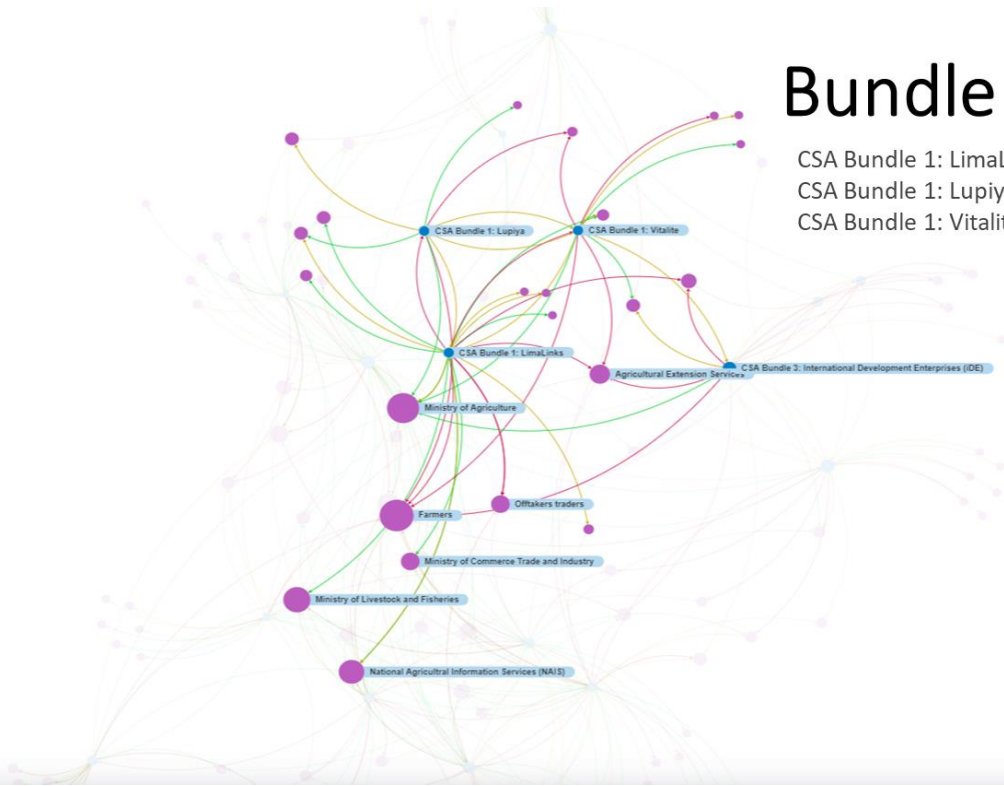 Bundle
CSA Bundle 1: LimaL
CSA Bundle 1: Lupiy
CSA Bundle 1: Vitalit
CSA Bundle 1: Lupiya
CSA Bundle 1: Vitalite
CSA Bundle 1: LimaLinks
CSA Bundle 3: International Development Enterprises (iDE)
Agricultural Extension Services
Ministry of Agriculture
Offtakers traders
Farmers
Ministry of Commerce Trade and Industry
Ministry of Livestock and Fisheries
National Agricultral Information Services (NAIS)